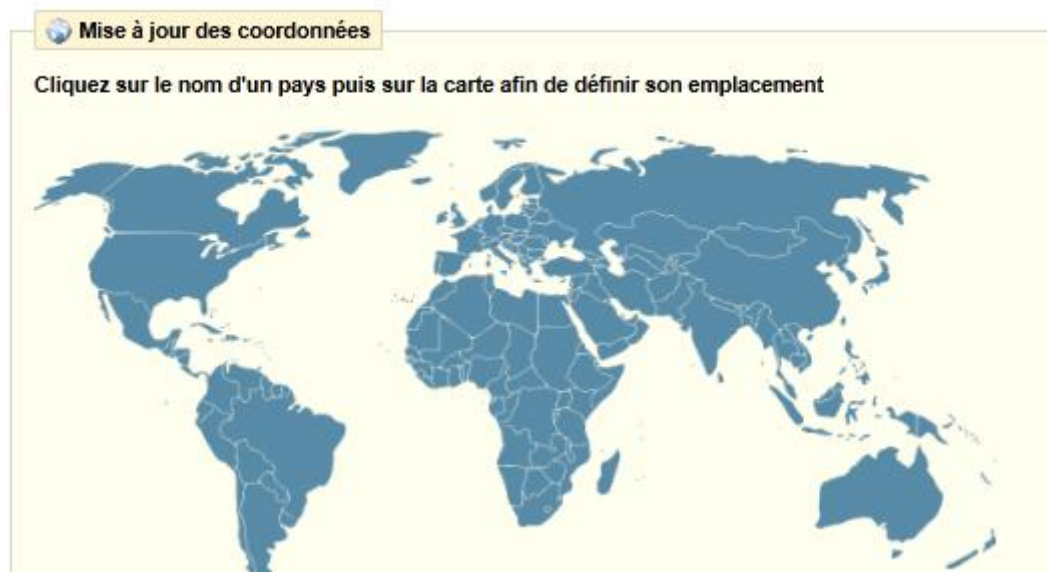 Mise à jour des coordonnées
Cliquez sur le nom d'un pays puis sur la carte afin de définir son emplacement